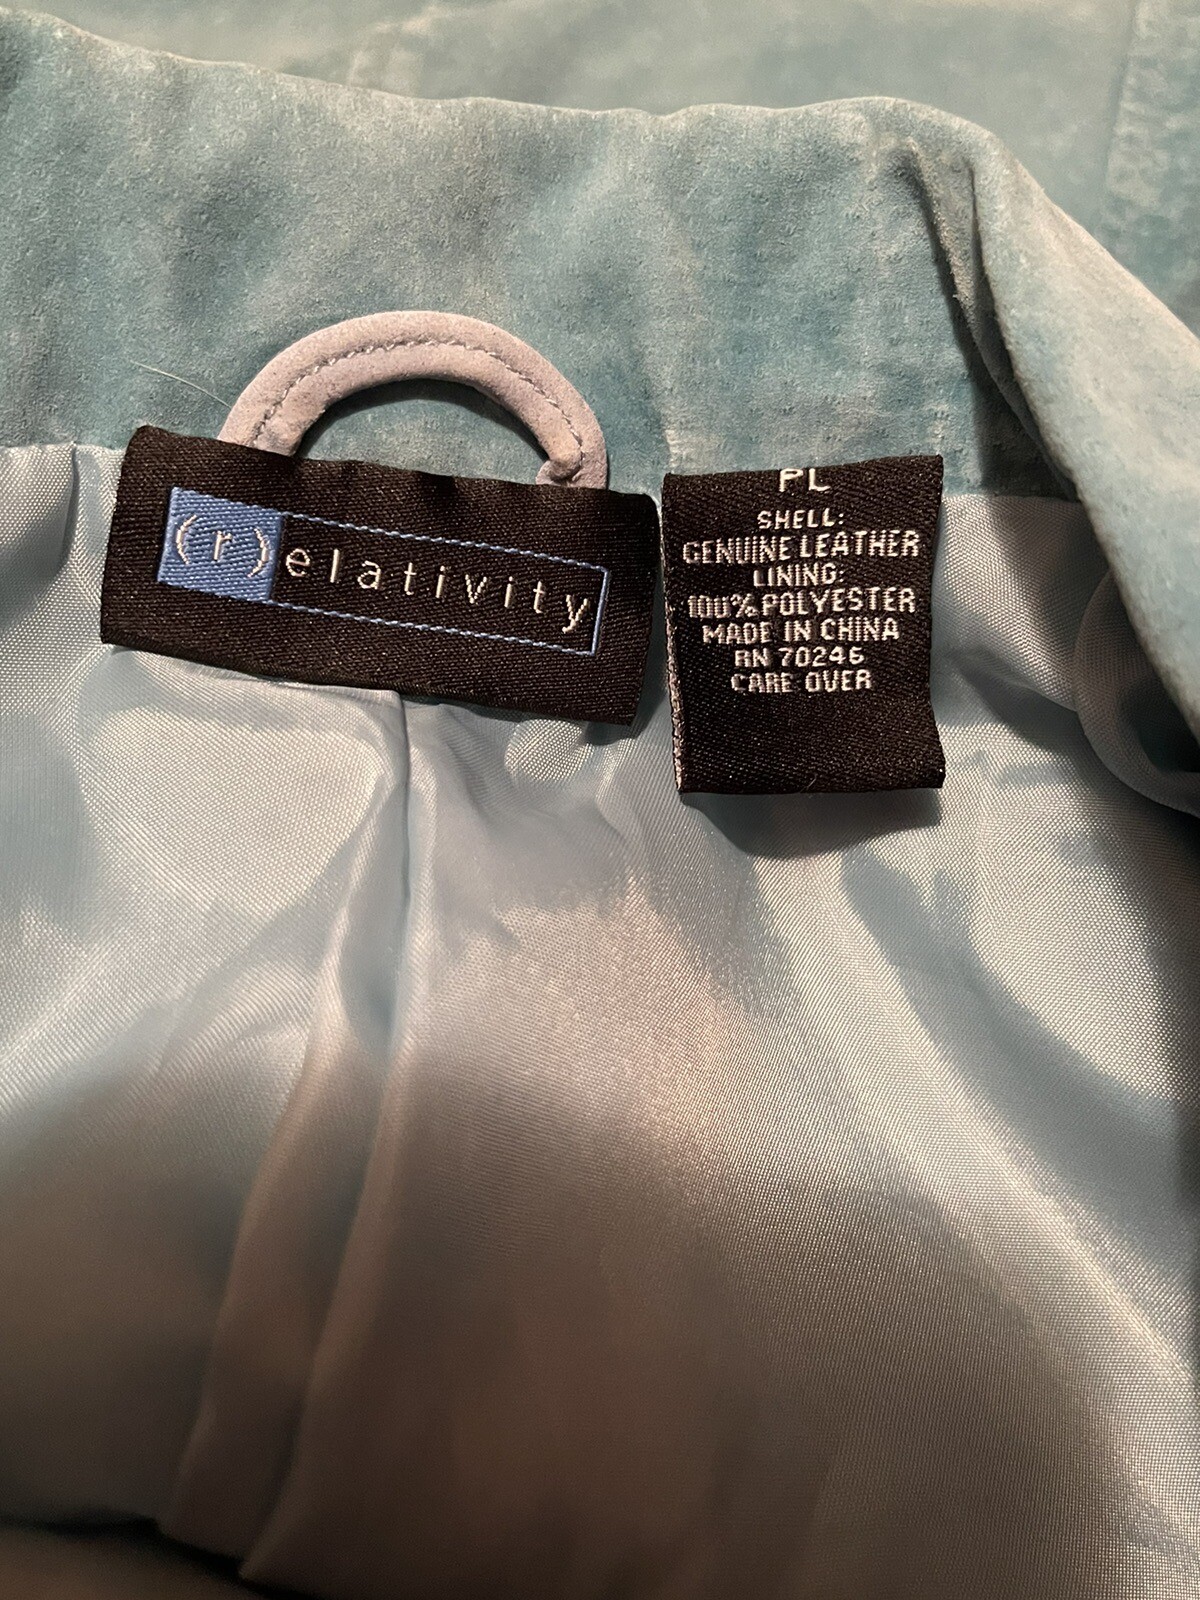 (r)elativity
PL
SHELL:
GENUINE LEATHER
LINING:
100% POLYESTER
MADE IN CHINA
RN 70246
CARE OVER